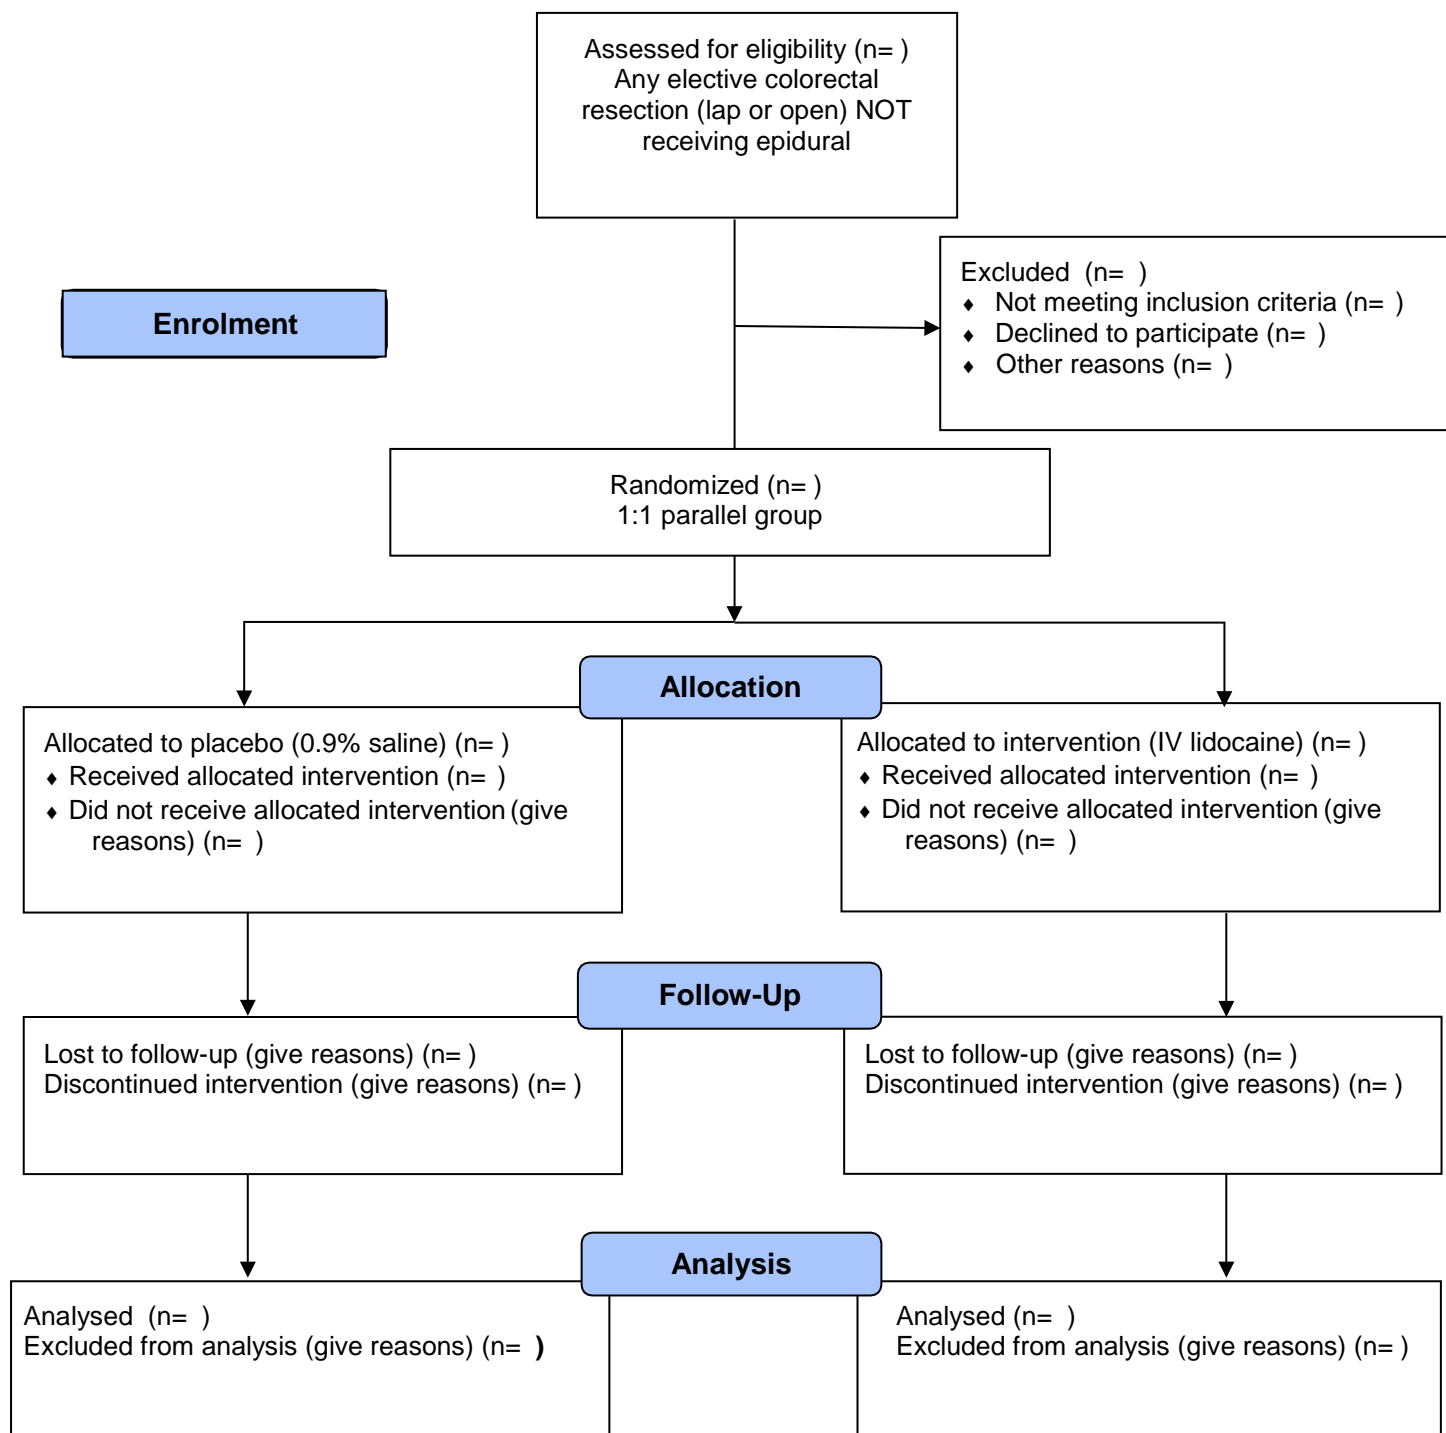 Assessed for eligibility (n= )
Any elective colorectal
resection (lap or open) NOT
receiving epidural
Enrolment
Excluded  (n=  )
♦ Not meeting inclusion criteria (n=  )
♦ Declined to participate (n=  )
♦ Other reasons (n=  )
Randomized (n= )
1:1 parallel group
Allocation
Allocated to placebo (0.9% saline) (n= )
♦ Received allocated intervention (n=  )
♦ Did not receive allocated intervention (give
reasons) (n=  )
Allocated to intervention (IV lidocaine) (n=  )
♦ Received allocated intervention (n=  )
♦ Did not receive allocated intervention (give
reasons) (n=  )
Follow-Up
Lost to follow-up (give reasons) (n= )
Discontinued intervention (give reasons) (n=  )
Lost to follow-up (give reasons) (n=  )
Discontinued intervention (give reasons) (n=  )
Analysis
Analysed  (n=  )
Excluded from analysis (give reasons) (n=  )
Analysed (n=  )
Excluded from analysis (give reasons) (n=  )